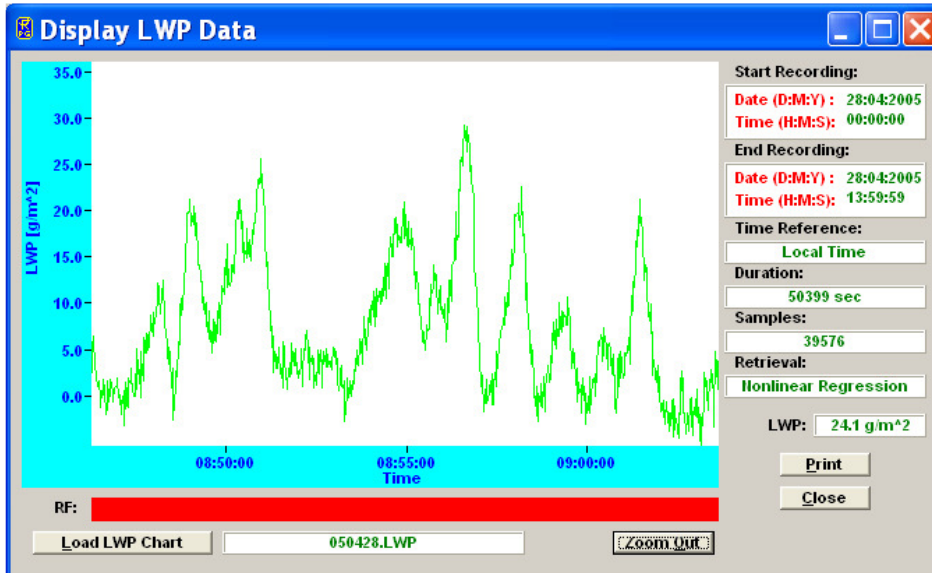 Display LWP Data
35.0
30.0
25.0
20.0
15.0
10.0
5.0
0.0
LWP [g/m^2]
08:50:00 08:55:00 09:00:00
Time
RF:
Load LWP Chart 050428.LWP Zoom Out
Start Recording:
Date (D:M:Y) : 28:04:2005
Time (H:M:S): 00:00:00
End Recording:
Date (D:M:Y) : 28:04:2005
Time (H:M:S): 13:59:59
Time Reference:
Local Time
Duration:
50399 sec
Samples:
39576
Retrieval:
Nonlinear Regression
LWP: 24.1 g/m^2
Print
Close